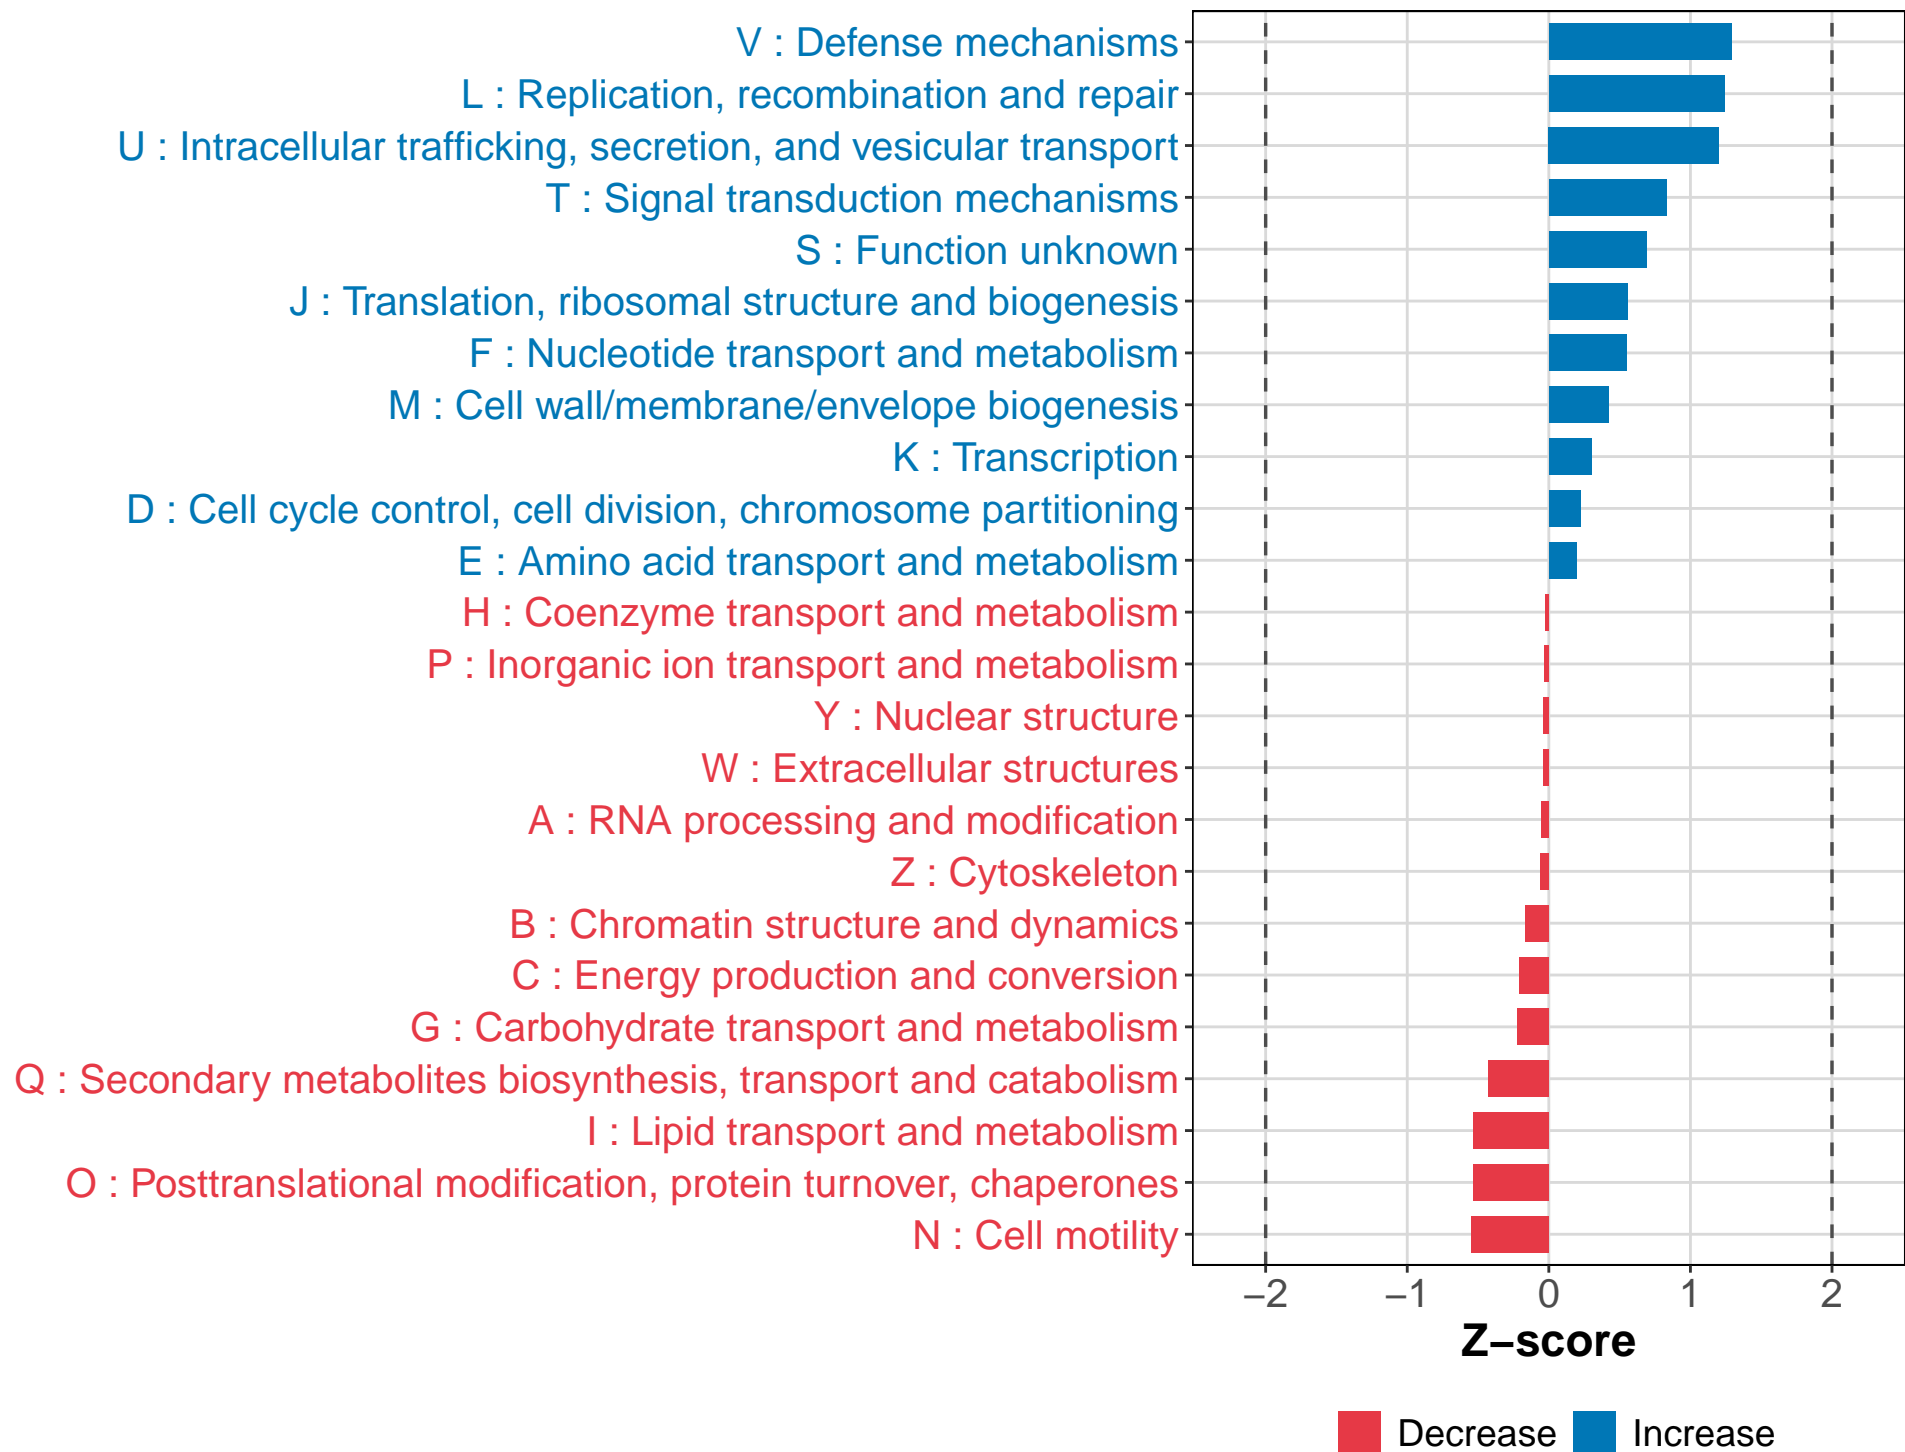 V : Defense mechanisms
L : Replication, recombination and repair
U : Intracellular trafficking, secretion, and vesicular transport
T : Signal transduction mechanisms
S : Function unknown
J : Translation, ribosomal structure and biogenesis
F : Nucleotide transport and metabolism
M : Cell wall/membrane/envelope biogenesis
K : Transcription
D : Cell cycle control, cell division, chromosome partitioning
E : Amino acid transport and metabolism
H : Coenzyme transport and metabolism
P : Inorganic ion transport and metabolism
Y : Nuclear structure
W : Extracellular structures
A : RNA processing and modification
Z : Cytoskeleton
B : Chromatin structure and dynamics
C : Energy production and conversion
G : Carbohydrate transport and metabolism
Q : Secondary metabolites biosynthesis, transport and catabolism
I : Lipid transport and metabolism
O : Posttranslational modification, protein turnover, chaperones
N : Cell motility
−2 −1 0 1 2
Z−score
Decrease Increase